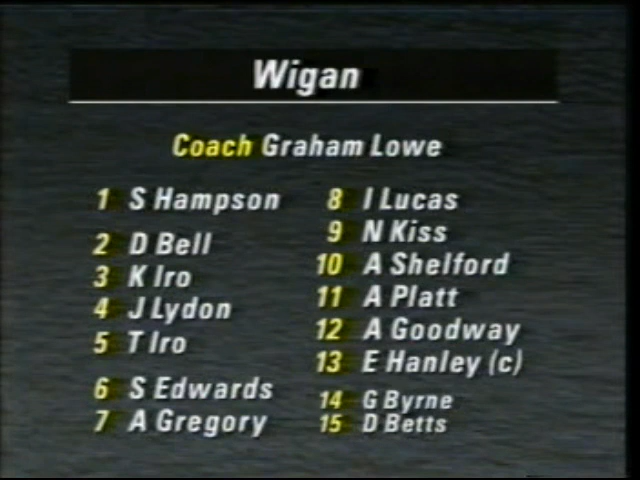 Wigan
Coach Graham Lowe
1 S Hampson
2 D Bell
3 K Iro
4 J Lydon
5 T Iro
6 S Edwards
7 A Gregory
8 I Lucas
9 N Kiss
10 A Shelford
11 A Platt
12 A Goodway
13 E Hanley (c)
14 G Byrne
15 D Betts